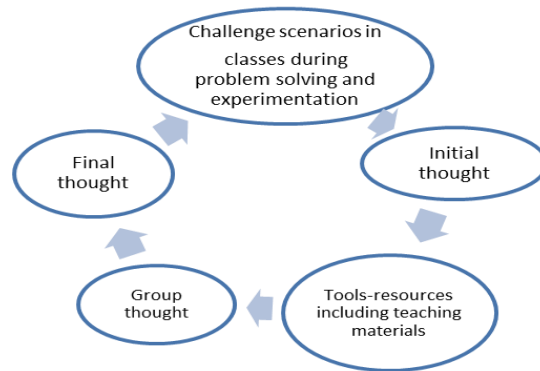 Challenge scenarios in
classes during
problem solving and
experimentation
Initial
thought
Tools-resources
including teaching
materials
Group
thought
Final
thought